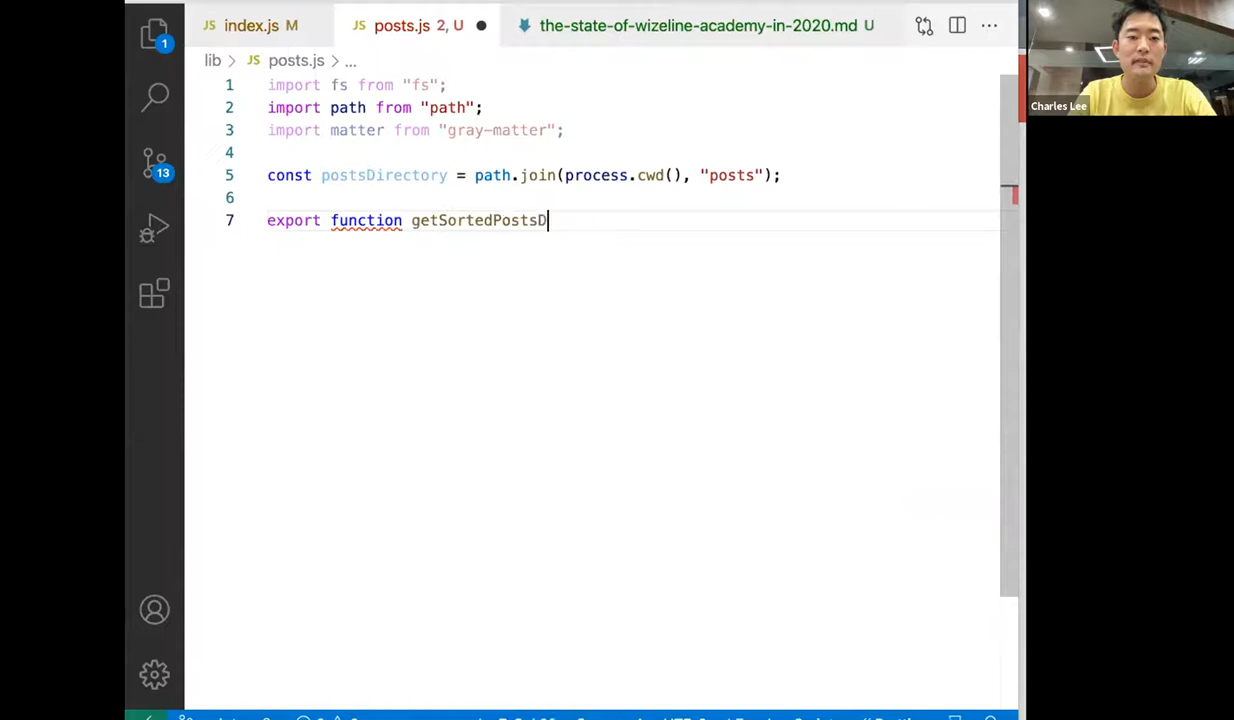 index.js M
posts.js 2, U
the-state-of-wizeline-academy-in-2020.md U
lib > JS posts.js > ...
1 import fs from "fs";
2 import path from "path";
3 import matter from "gray-matter";
4
5 const postsDirectory = path.join(process.cwd(), "posts");
6
7 export function getSortedPostsD
1
13
Charles Lee